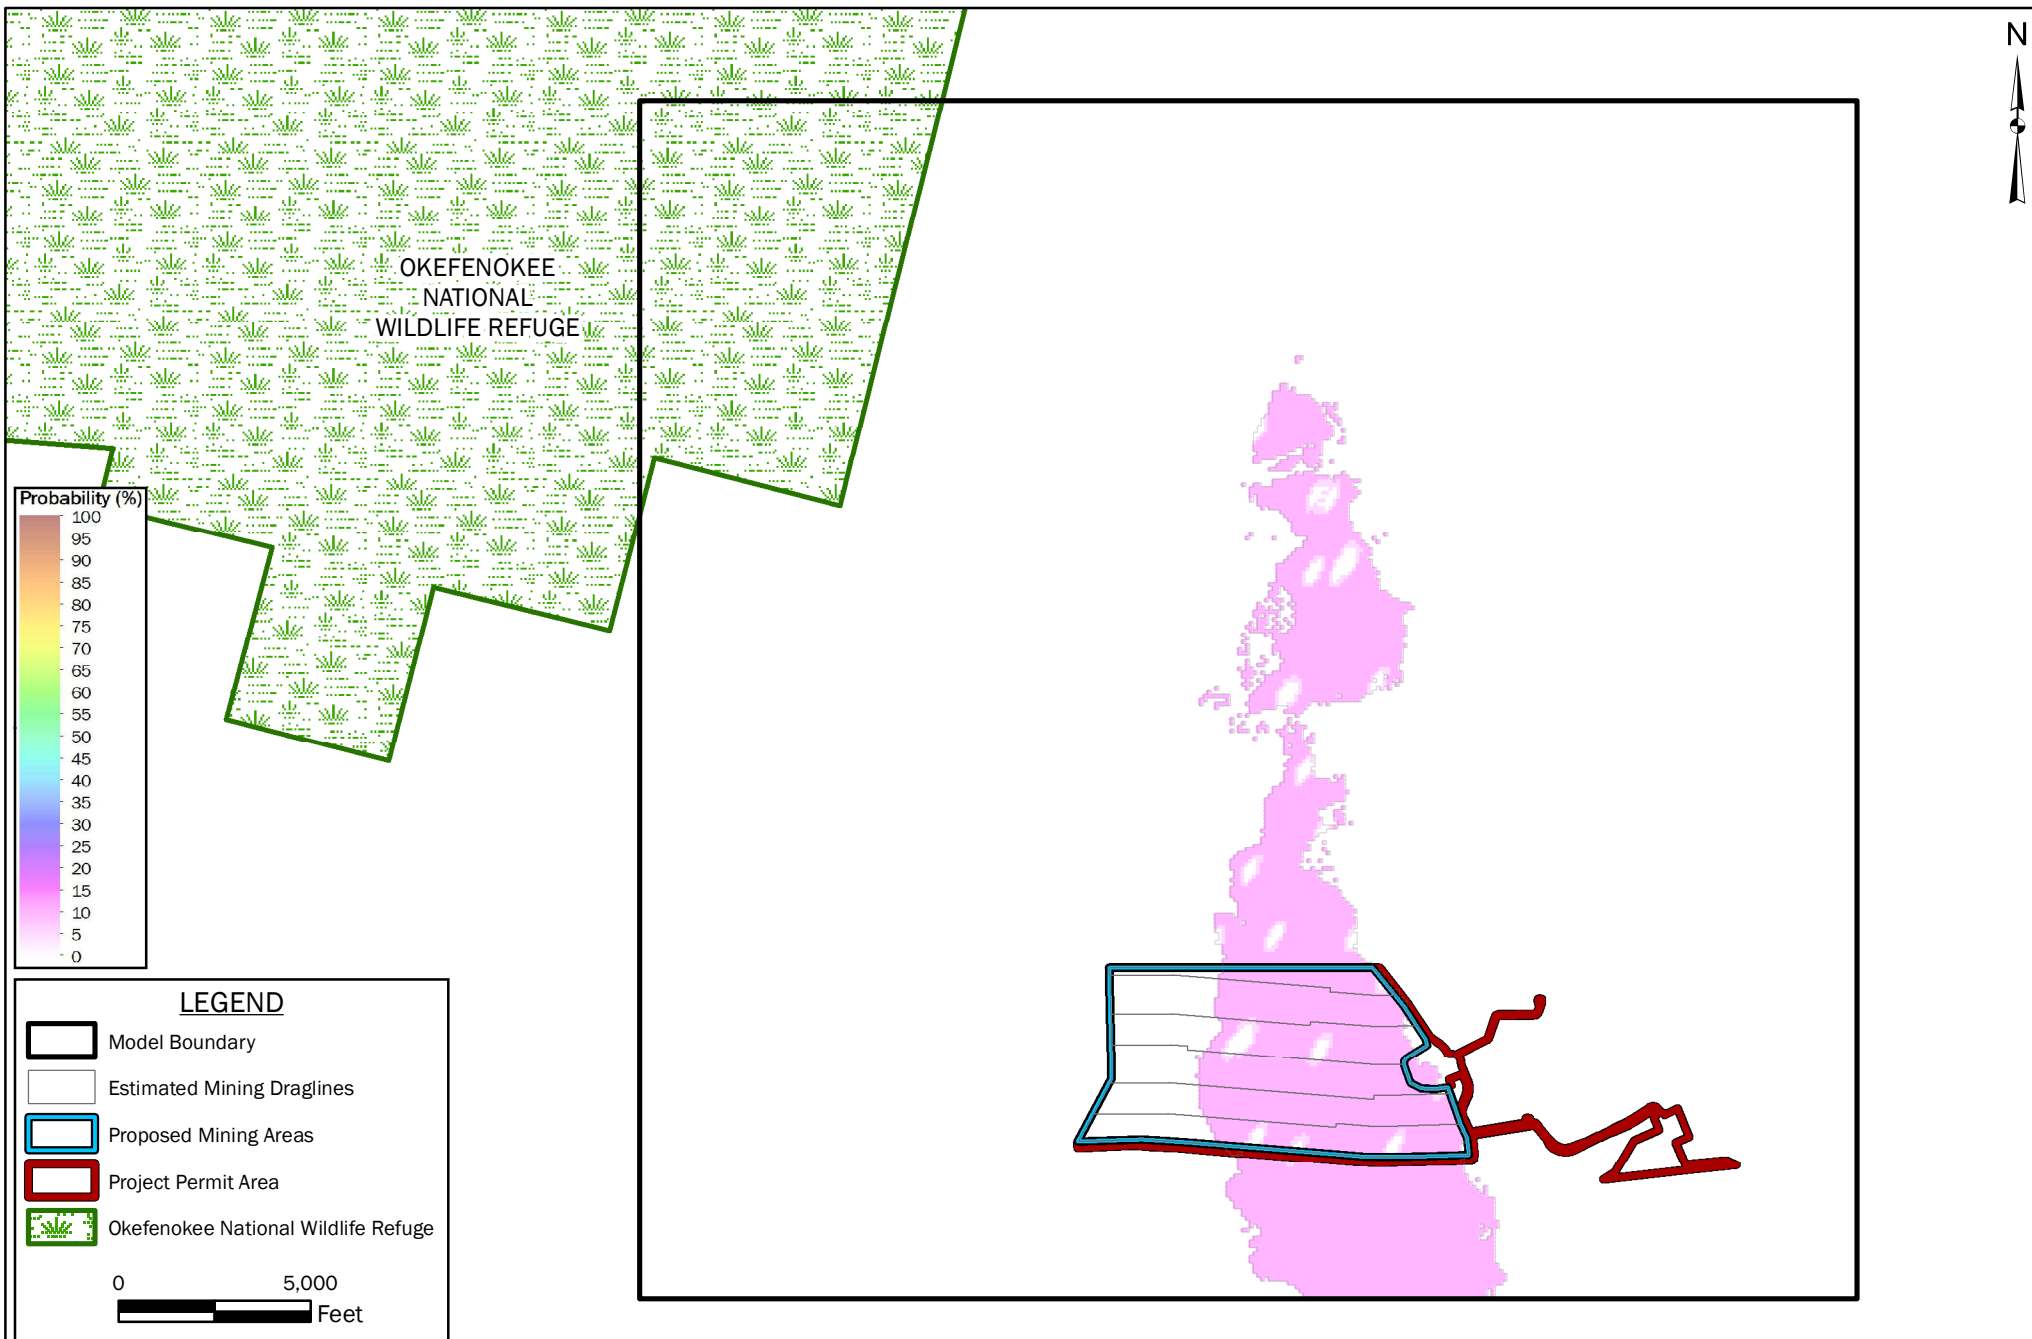 N
OKEFENOKEE
NATIONAL
WILDLIFE REFUGE
Probability (%)
100
95
90
85
80
75
70
65
60
55
50
45
40
35
30
25
20
15
10
5
0
LEGEND
Model Boundary
Estimated Mining Draglines
Proposed Mining Areas
Project Permit Area
Okefenokee National Wildlife Refuge
0 5,000
Feet